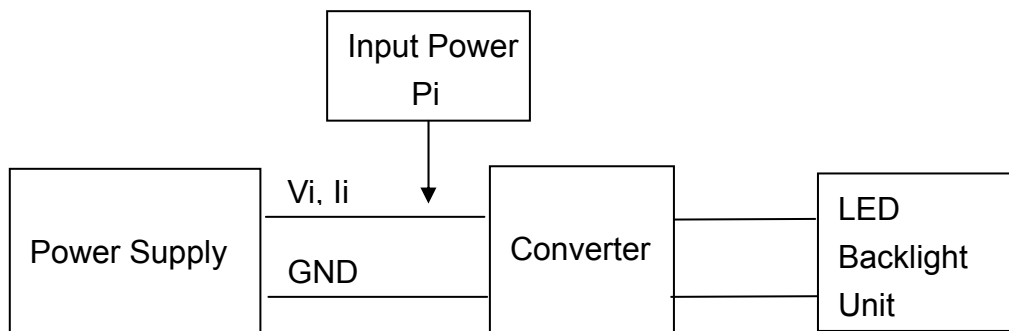 Input Power
Pi
Vi, Ii
Power Supply
GND
Converter
LED
Backlight
Unit